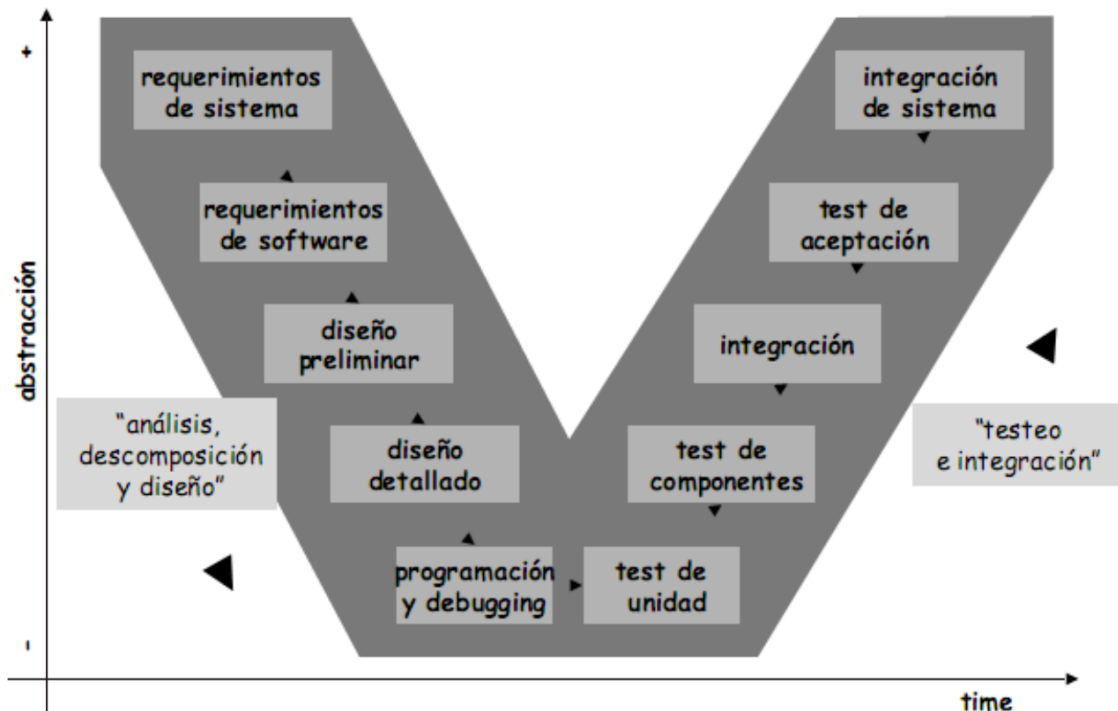 +
requerimientos
de sistema
requerimientos
de software
diseño
preliminar
diseño
detallado
programación
y debugging
test de
unidad
test de
componentes
integración
test de
aceptación
integración
de sistema
abstracción
"análisis,
descomposición
y diseño"
"testeo
e integración"
-
time